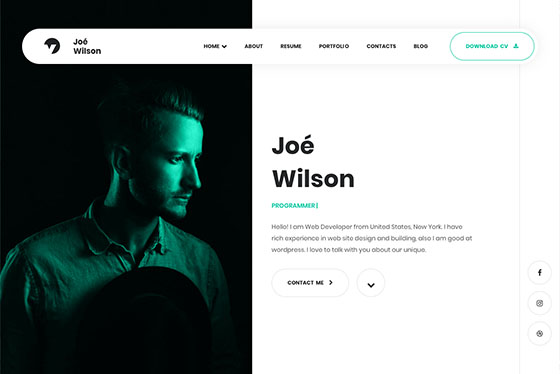 Joé
Wilson
HOME ABOUT RESUME PORTFOLIO CONTACTS BLOG DOWNLOAD CV
Joé
Wilson
PROGRAMMER|
Hello! I am Web Developer from United States, New York. I have
rich experience in web site design and building, also I am good at
wordpress. I love to talk with you about our unique.
CONTACT ME